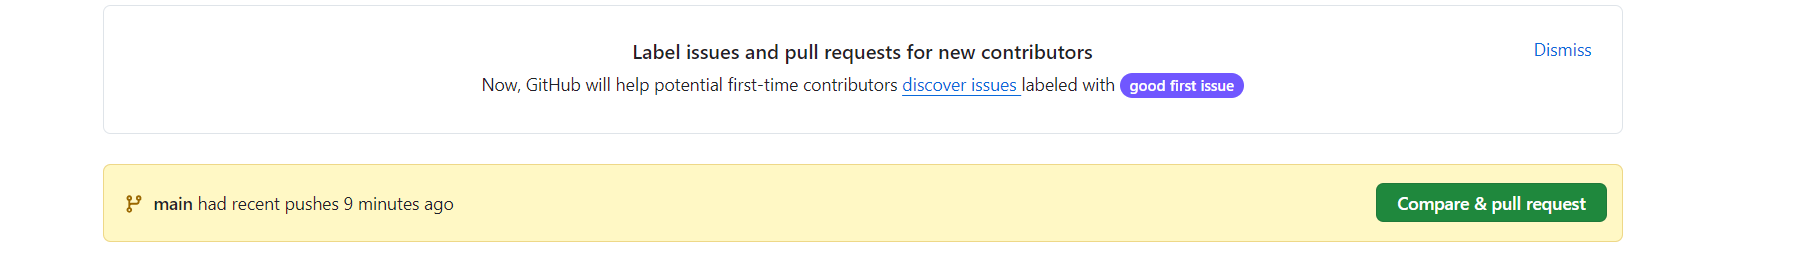 Label issues and pull requests for new contributors
Dismiss
Now, GitHub will help potential first-time contributors discover issues labeled with good first issue
main had recent pushes 9 minutes ago
Compare & pull request